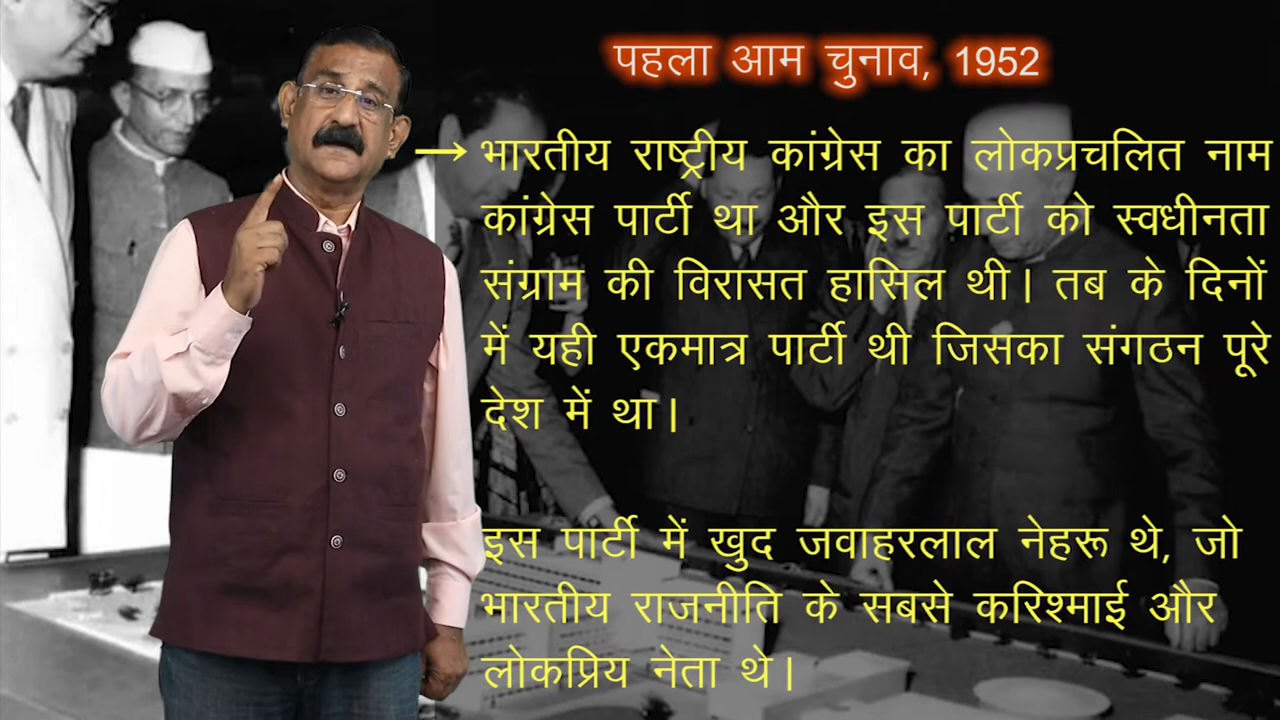 पहला आम चुनाव, 1952
→ भारतीय राष्ट्रीय कांग्रेस का लोकप्रचलित नाम
कांग्रेस पार्टी था और इस पार्टी को स्वधीनता
संग्राम की विरासत हासिल थी। तब के दिनों
में यही एकमात्र पार्टी थी जिसका संगठन पूरे
देश में था।
इस पार्टी में खुद जवाहरलाल नेहरू थे, जो
भारतीय राजनीति के सबसे करिश्माई और
लोकप्रिय नेता थे।